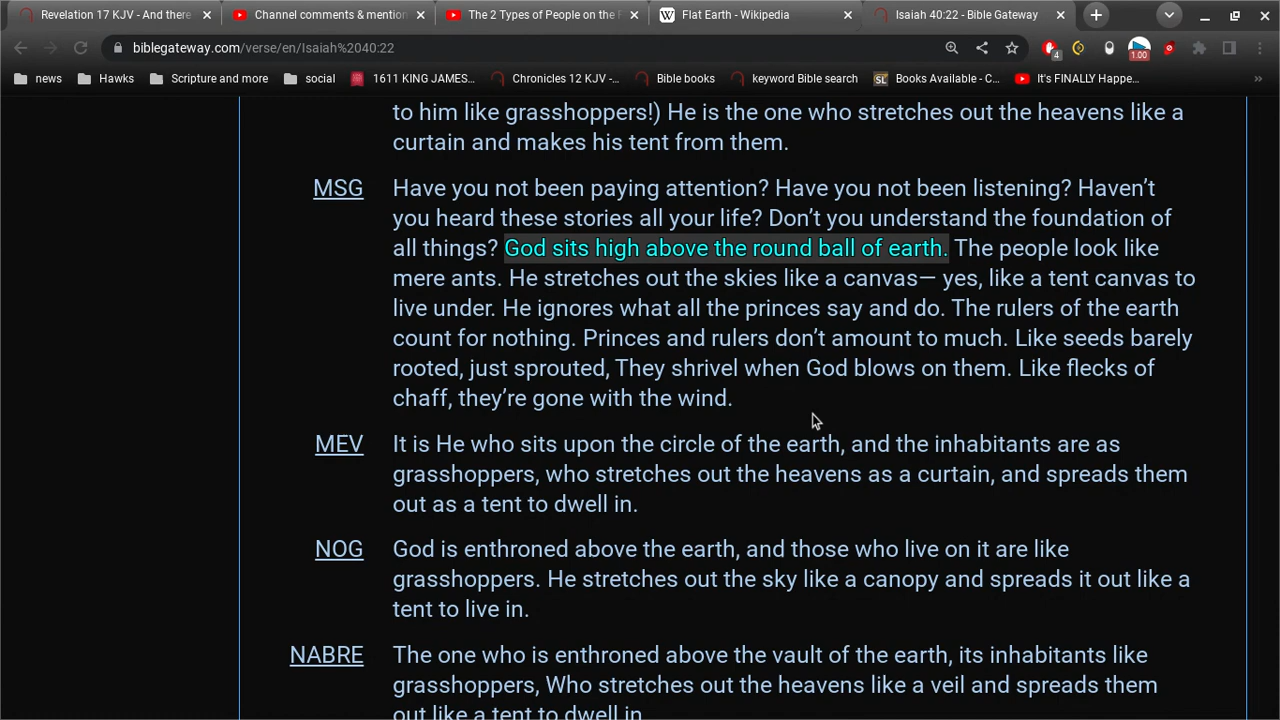 Revelation 17 KJV - And there
Channel comments & mention
The 2 Types of People on the F
Flat Earth - Wikipedia
Isaiah 40:22 - Bible Gateway
biblegateway.com/verse/en/Isaiah%2040:22
4
1.00
news
Hawks
Scripture and more
social
1611 KING JAMES...
Chronicles 12 KJV -...
Bible books
keyword Bible search
SL
Books Available - C...
It's FINALLY Happe...
»
to him like grasshoppers!) He is the one who stretches out the heavens like a
curtain and makes his tent from them.
MSG
Have you not been paying attention? Have you not been listening? Haven’t
you heard these stories all your life? Don’t you understand the foundation of
all things? God sits high above the round ball of earth. The people look like
mere ants. He stretches out the skies like a canvas— yes, like a tent canvas to
live under. He ignores what all the princes say and do. The rulers of the earth
count for nothing. Princes and rulers don’t amount to much. Like seeds barely
rooted, just sprouted, They shrivel when God blows on them. Like flecks of
chaff, they’re gone with the wind.
MEV
It is He who sits upon the circle of the earth, and the inhabitants are as
grasshoppers, who stretches out the heavens as a curtain, and spreads them
out as a tent to dwell in.
NOG
God is enthroned above the earth, and those who live on it are like
grasshoppers. He stretches out the sky like a canopy and spreads it out like a
tent to live in.
NABRE
The one who is enthroned above the vault of the earth, its inhabitants like
grasshoppers, Who stretches out the heavens like a veil and spreads them
out like a tent to dwell in